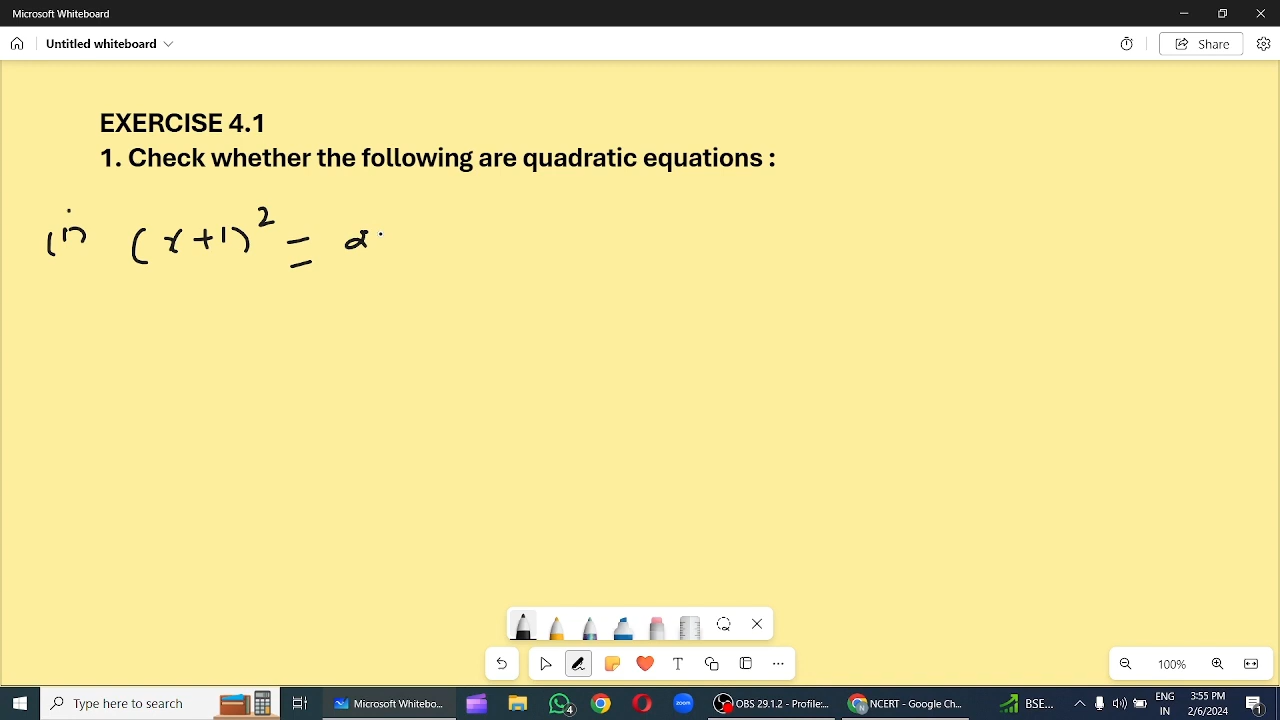 Microsoft Whiteboard
Untitled whiteboard
Share
EXERCISE 4.1
1. Check whether the following are quadratic equations :
(i) (x+1)² = 2
100%
Type here to search
Microsoft Whitebo...
4
OBS 29.1.2 - Profile...
NCERT - Google Ch...
BSE...
ENG
IN
3:55 PM
2/6/2024